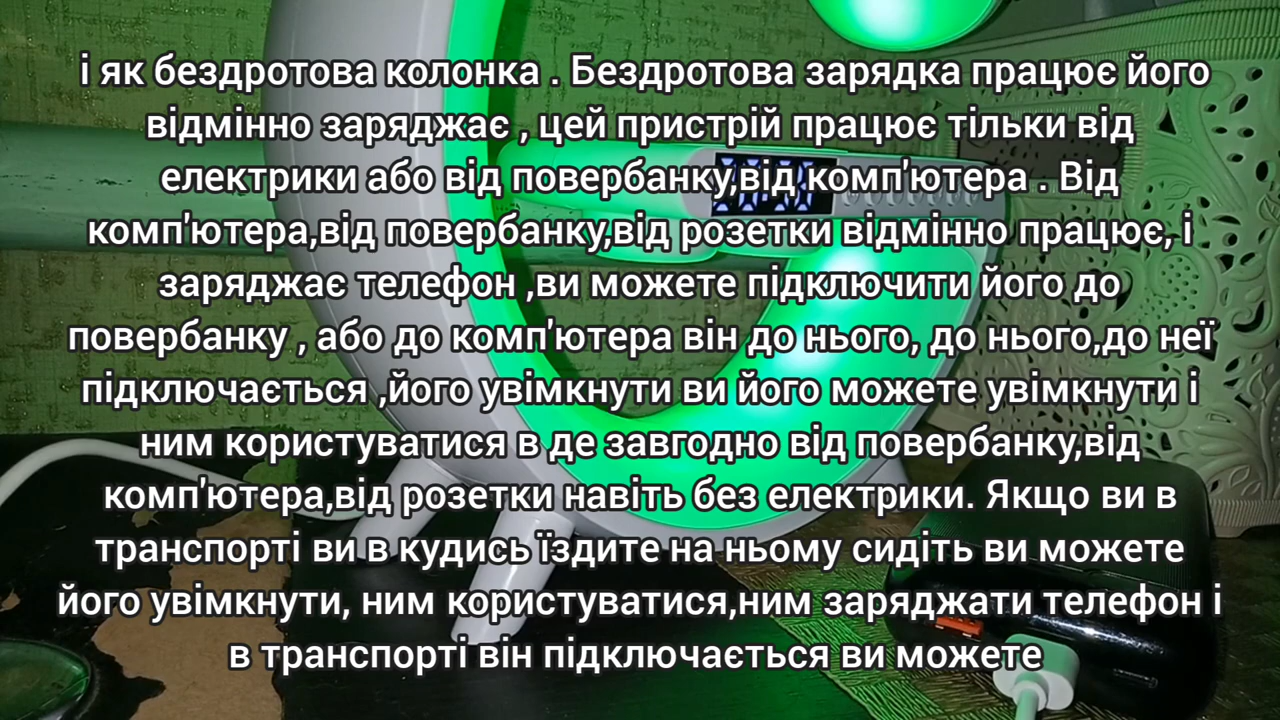 і як бездротова колонка . Бездротова зарядка працює його
відмінно заряджає , цей пристрій працює тільки від
електрики або від повербанку,від комп'ютера . Від
комп'ютера,від повербанку,від розетки відмінно працює, і
заряджає телефон ,ви можете підключити його до
повербанку , або до комп'ютера він до нього, до нього,до неї
підключається ,його увімкнути ви його можете увімкнути і
ним користуватися в де завгодно від повербанку,від
комп'ютера,від розетки навіть без електрики. Якщо ви в
транспорті ви в кудись їздите на ньому сидіть ви можете
його увімкнути, ним користуватися,ним заряджати телефон і
в транспорті він підключається ви можете